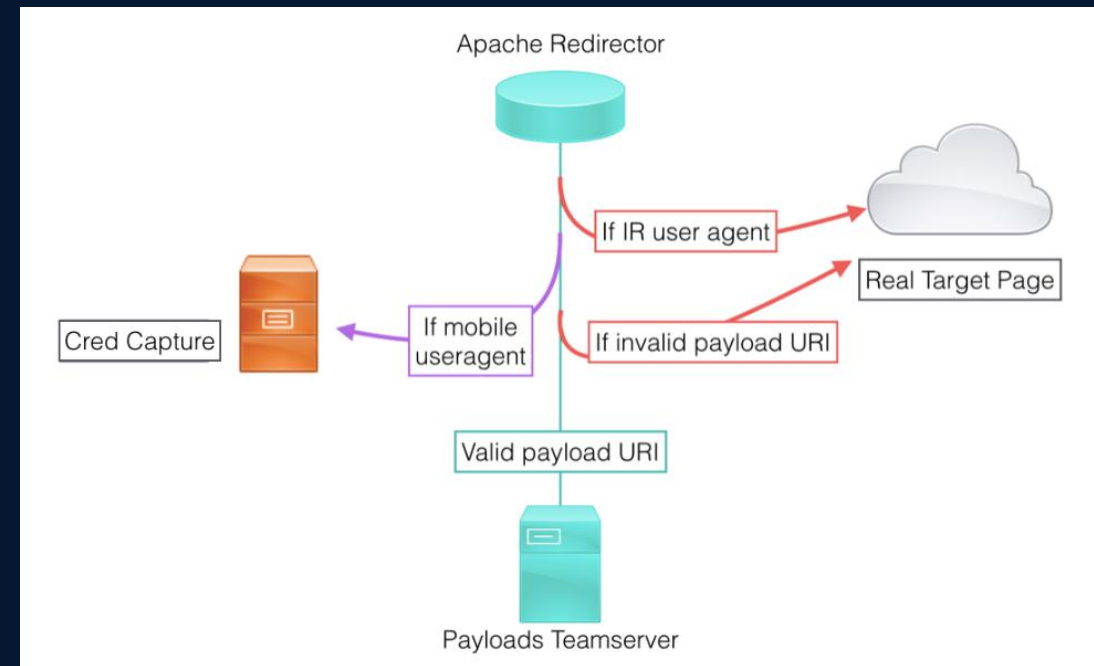 Apache Redirector
If IR user agent
Real Target Page
If mobile
useragent
Cred Capture
If invalid payload URI
Valid payload URI
Payloads Teamserver